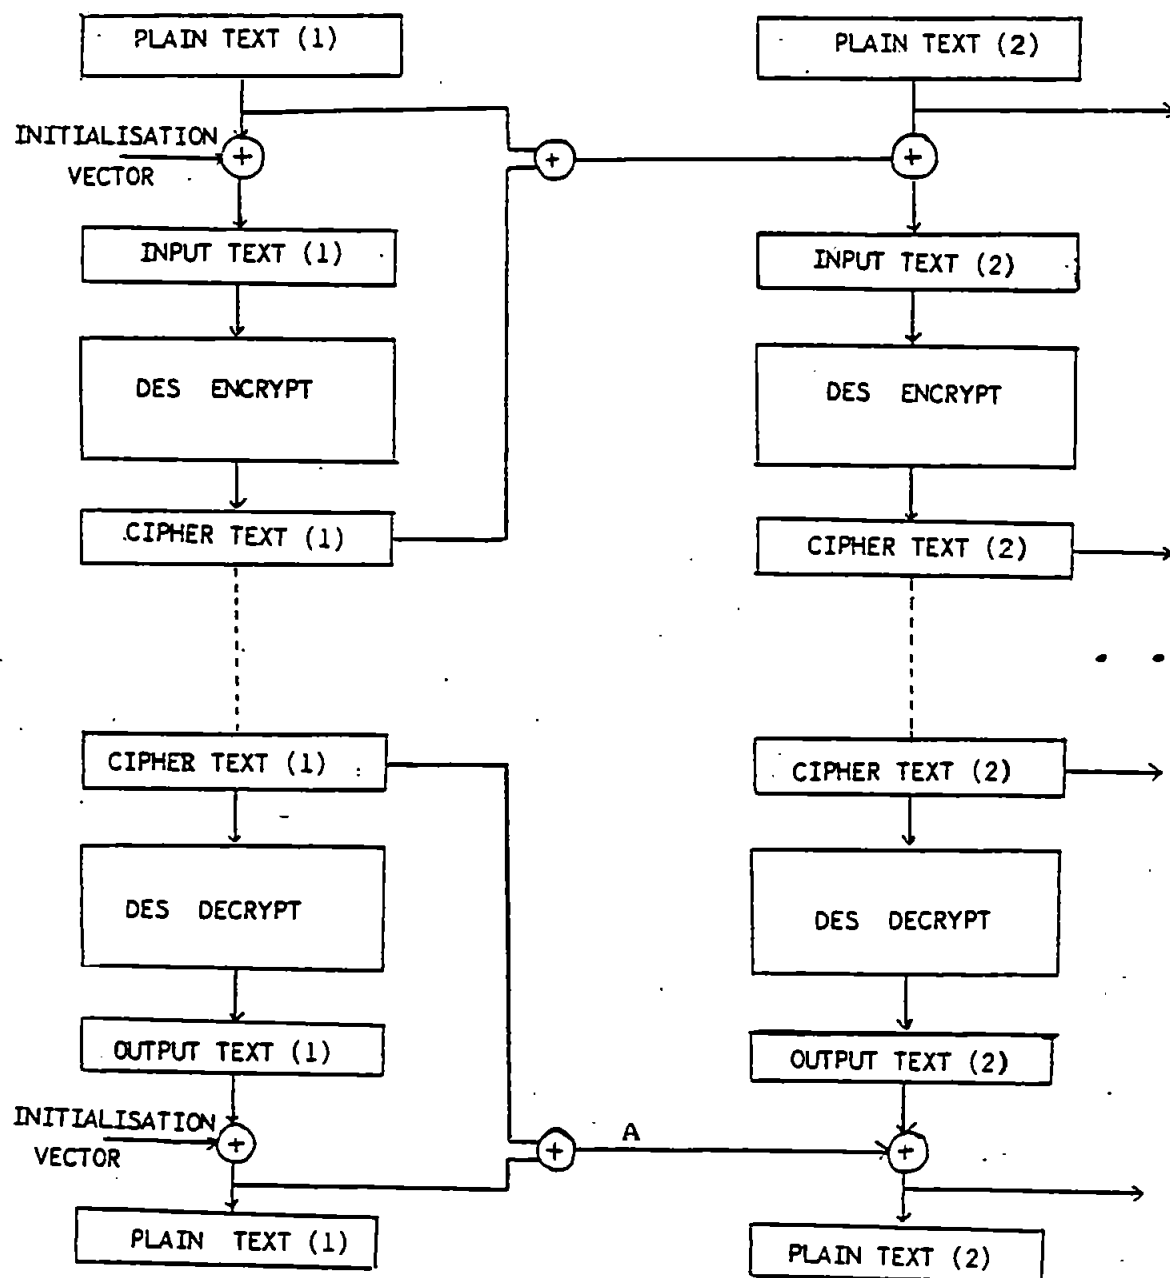 PLAIN TEXT (1)
INITIALISATION
VECTOR
+
+
INPUT TEXT (1)
DES ENCRYPT
CIPHER TEXT (1)
PLAIN TEXT (2)
+
INPUT TEXT (2)
DES ENCRYPT
CIPHER TEXT (2)
CIPHER TEXT (1)
DES DECRYPT
OUTPUT TEXT (1)
INITIALISATION
VECTOR
+
+
A
PLAIN TEXT (1)
CIPHER TEXT (2)
DES DECRYPT
OUTPUT TEXT (2)
+
PLAIN TEXT (2)